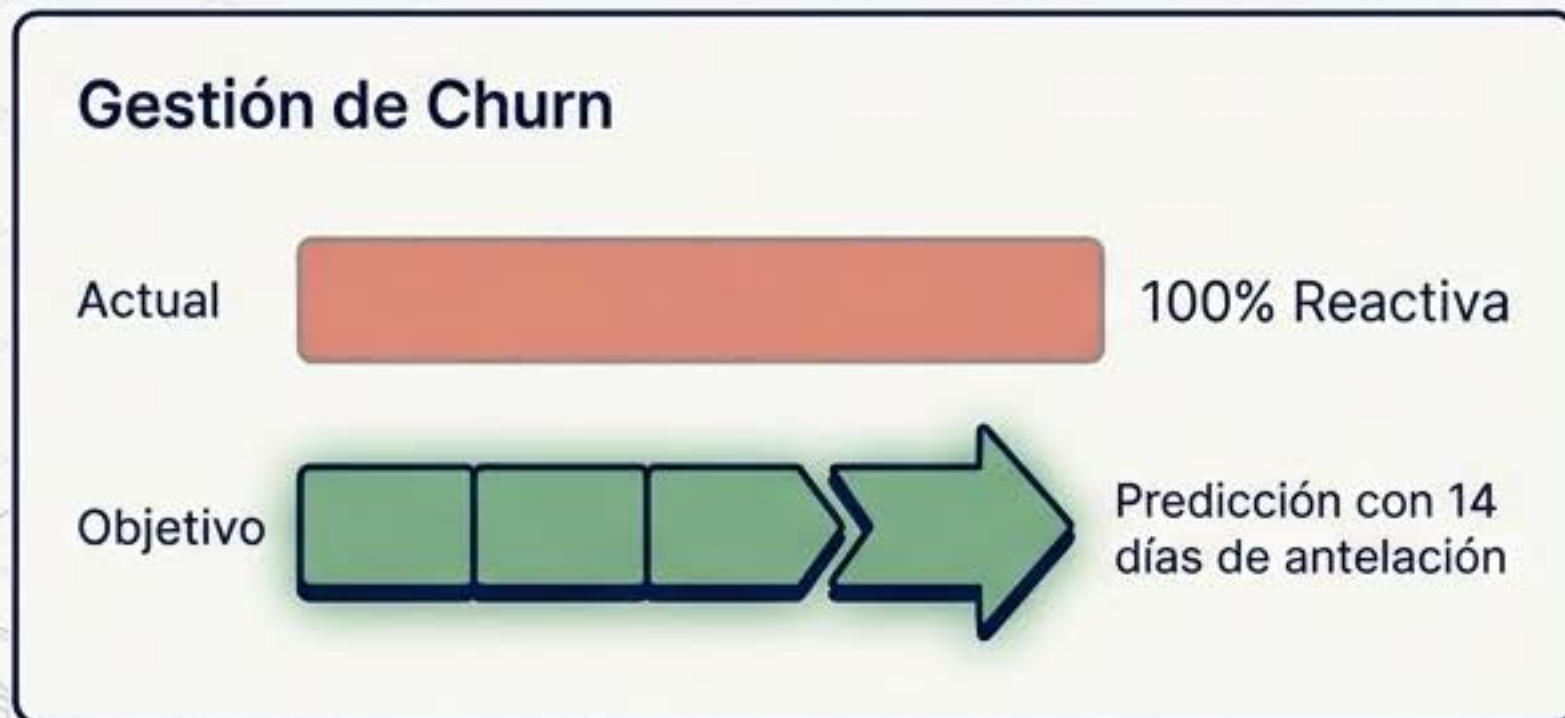 Gestión de Churn
Actual
100% Reactiva
Objetivo
Predicción con 14
días de antelación